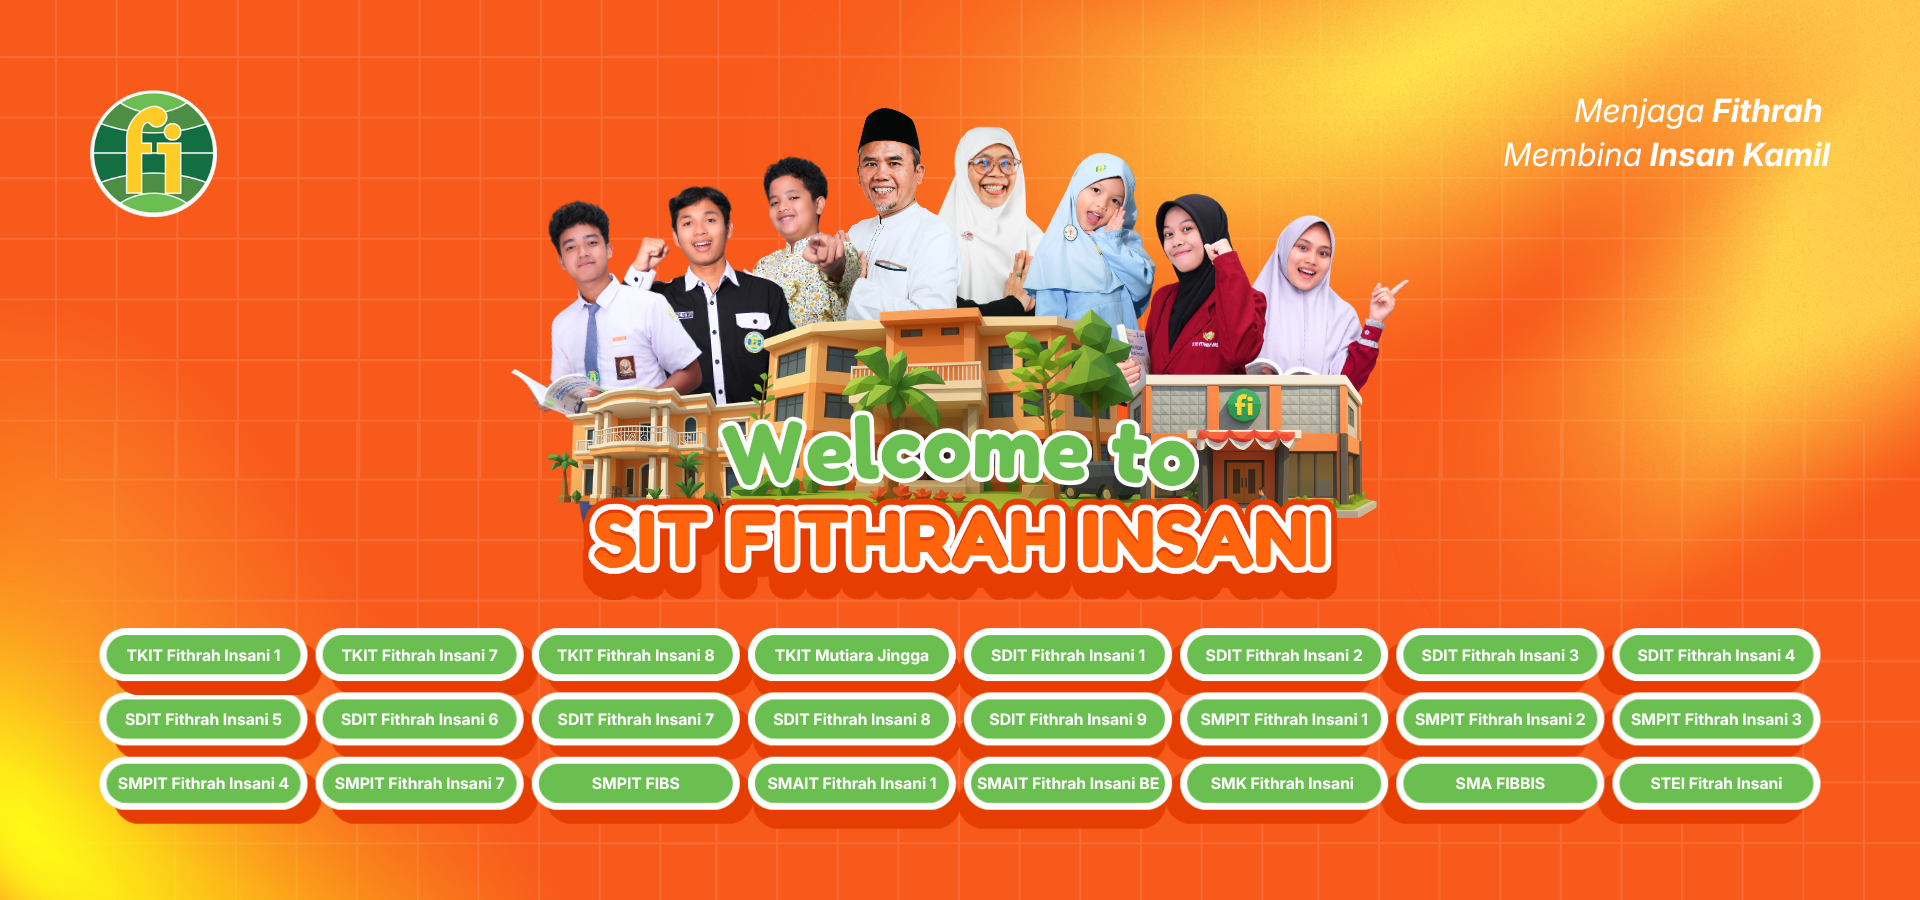 fi
Menjaga Fithrah
Membina Insan Kamil
fi
Welcome to
SIT FITHRAH INSANI
TKIT Fithrah Insani 1
TKIT Fithrah Insani 7
TKIT Fithrah Insani 8
TKIT Mutiara Jingga
SDIT Fithrah Insani 1
SDIT Fithrah Insani 2
SDIT Fithrah Insani 3
SDIT Fithrah Insani 4
SDIT Fithrah Insani 5
SDIT Fithrah Insani 6
SDIT Fithrah Insani 7
SDIT Fithrah Insani 8
SDIT Fithrah Insani 9
SMPIT Fithrah Insani 1
SMPIT Fithrah Insani 2
SMPIT Fithrah Insani 3
SMPIT Fithrah Insani 4
SMPIT Fithrah Insani 7
SMPIT FIBS
SMAIT Fithrah Insani 1
SMAIT Fithrah Insani BE
SMK Fithrah Insani
SMA FIBBIS
STEI Fitrah Insani